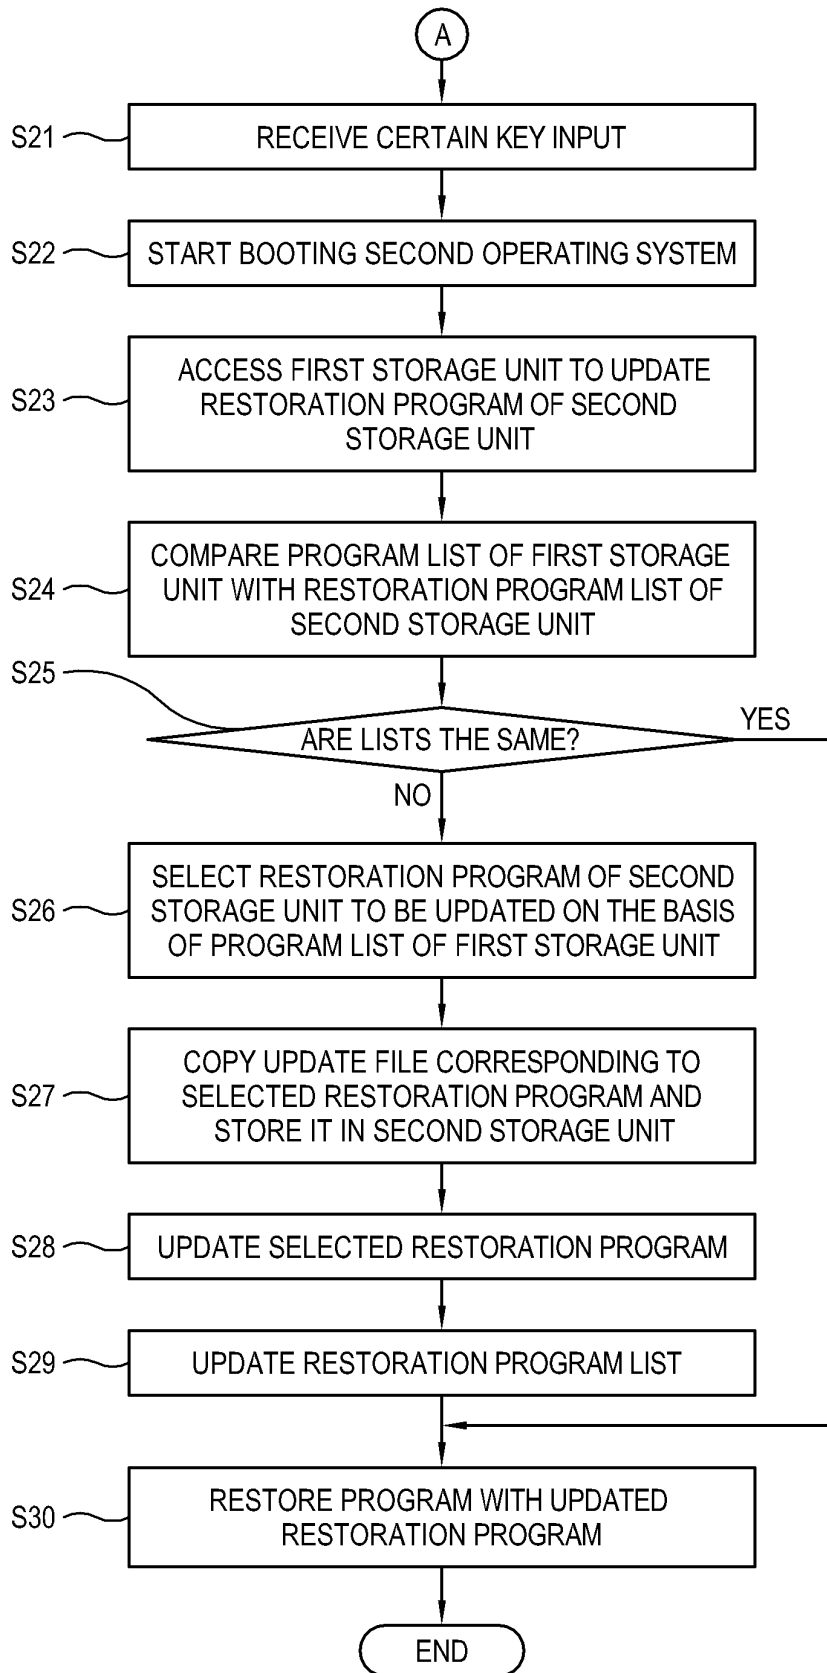 A
S21
RECEIVE CERTAIN KEY INPUT
S22
START BOOTING SECOND OPERATING SYSTEM
S23
ACCESS FIRST STORAGE UNIT TO UPDATE
RESTORATION PROGRAM OF SECOND
STORAGE UNIT
S24
COMPARE PROGRAM LIST OF FIRST STORAGE
UNIT WITH RESTORATION PROGRAM LIST OF
SECOND STORAGE UNIT
S25
ARE LISTS THE SAME?
YES
NO
S26
SELECT RESTORATION PROGRAM OF SECOND
STORAGE UNIT TO BE UPDATED ON THE BASIS
OF PROGRAM LIST OF FIRST STORAGE UNIT
S27
COPY UPDATE FILE CORRESPONDING TO
SELECTED RESTORATION PROGRAM AND
STORE IT IN SECOND STORAGE UNIT
S28
UPDATE SELECTED RESTORATION PROGRAM
S29
UPDATE RESTORATION PROGRAM LIST
S30
RESTORE PROGRAM WITH UPDATED
RESTORATION PROGRAM
END